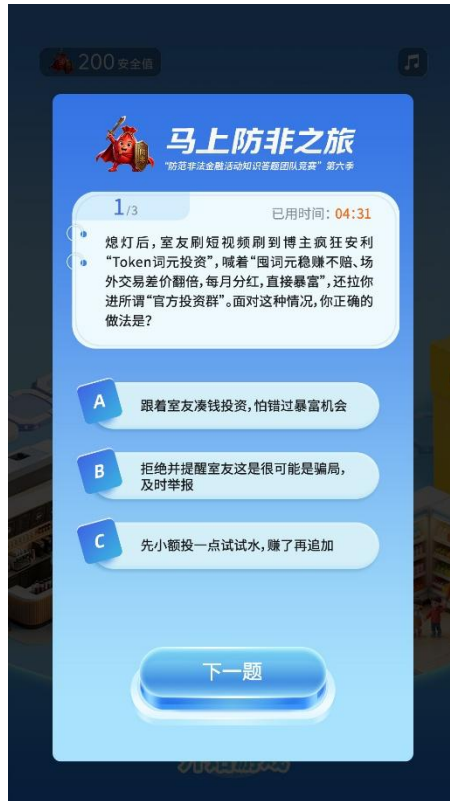 200安全值
马上防非之旅
“防范非法金融活动知识答题团队竞赛”第六季
1/3
已用时间：04:31
熄灯后，室友刷短视频刷到博主疯狂安利
“Token词元投资”，喊着“囤词元稳赚不赔、场
外交易差价翻倍，每月分红，直接暴富”，还拉你
进所谓“官方投资群”。面对这种情况，你正确的
做法是？
A
跟着室友凑钱投资，怕错过暴富机会
B
拒绝并提醒室友这是很可能是骗局，
及时举报
C
先小额投一点试试水，赚了再追加
下一题